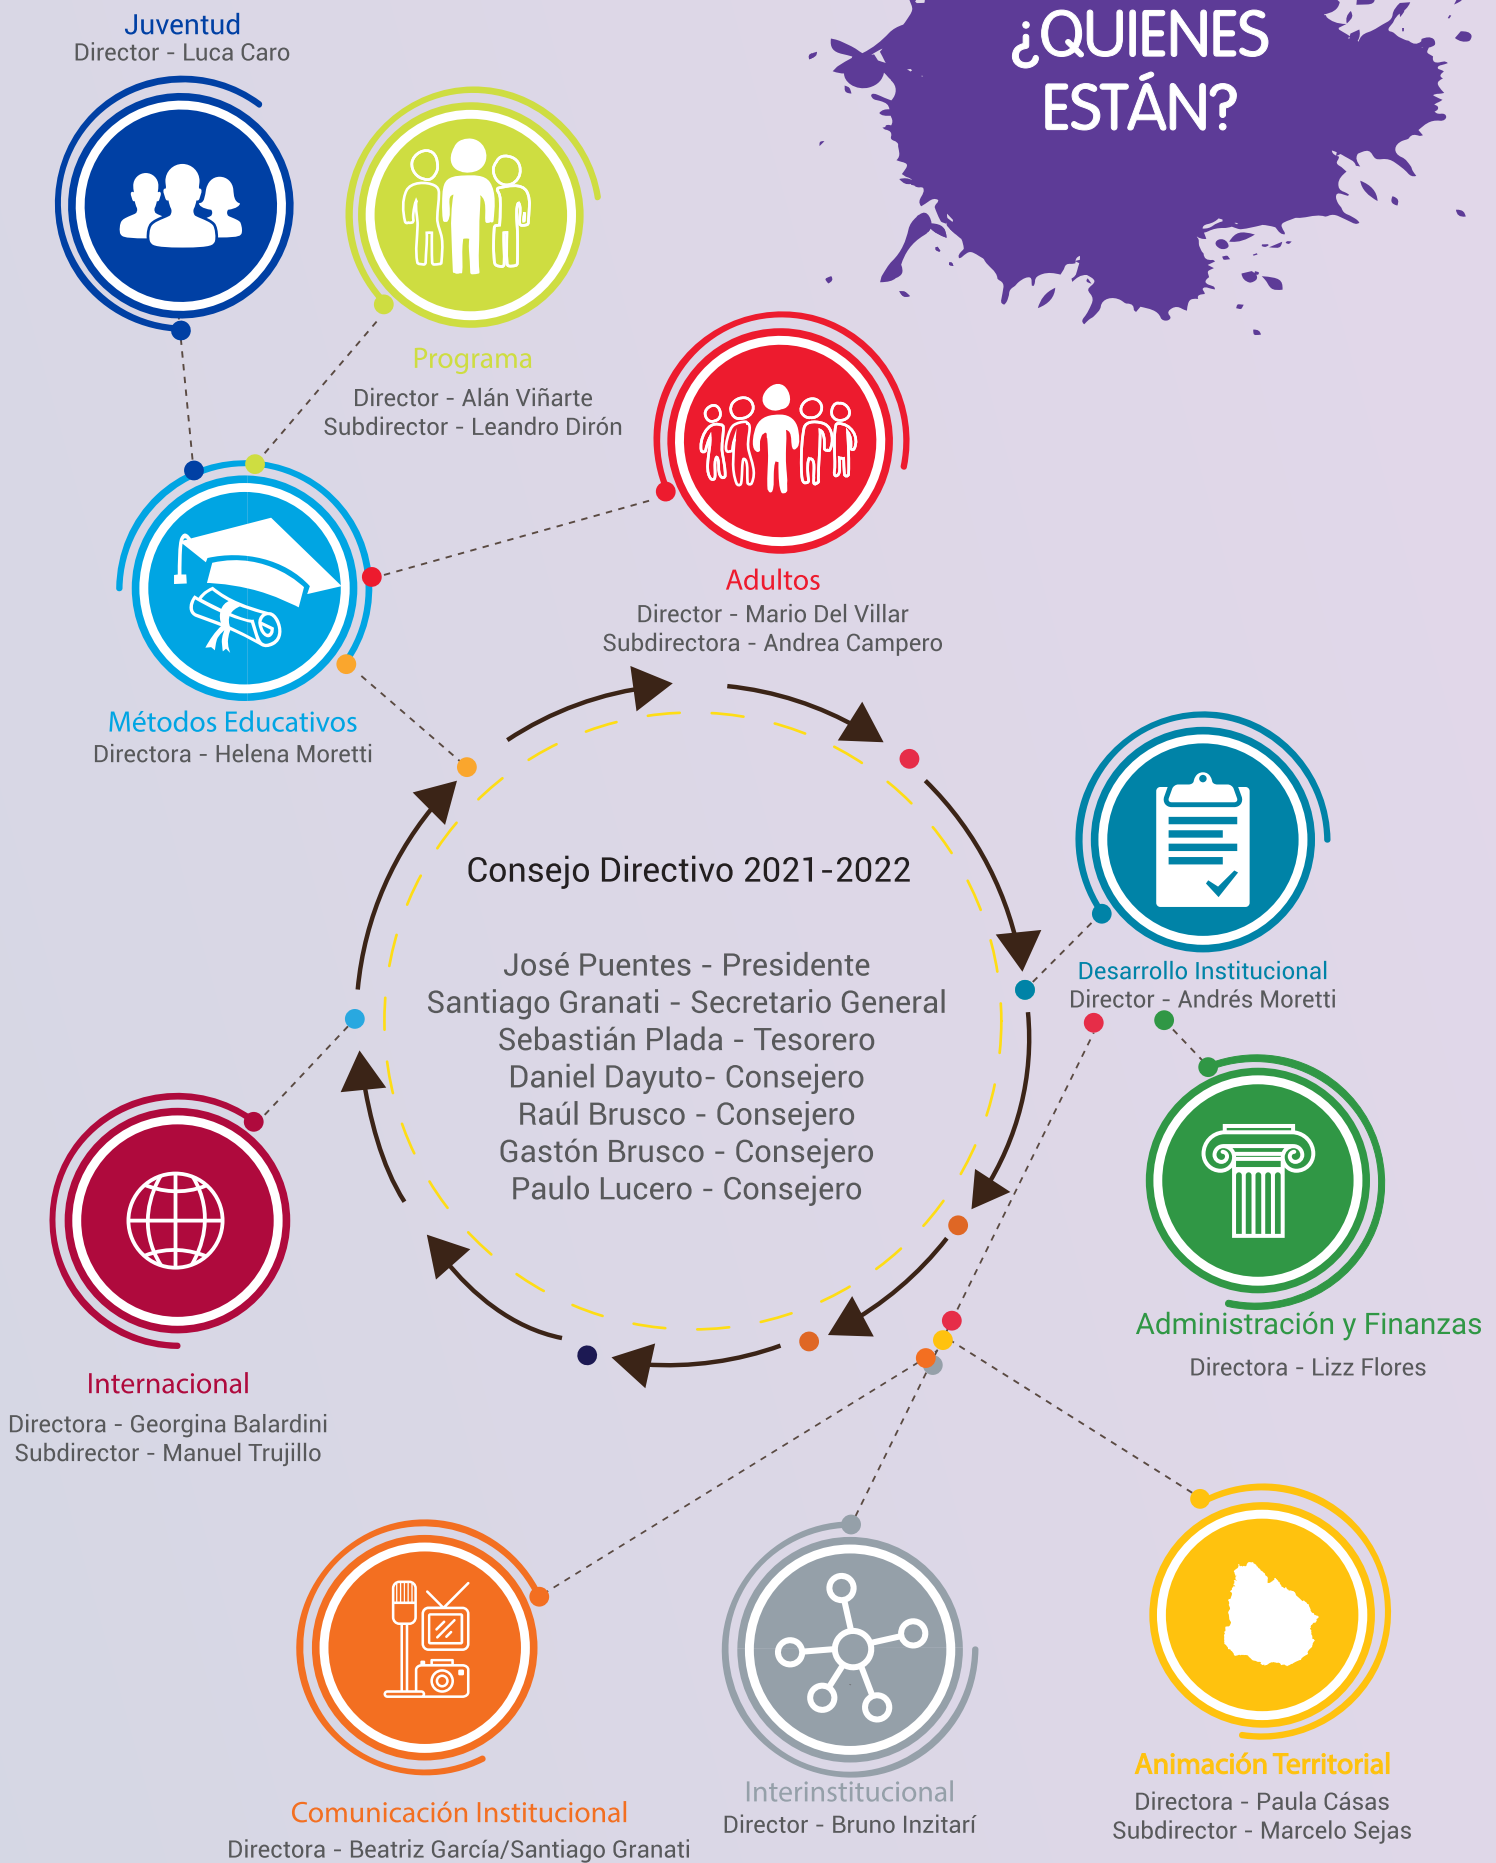 ¿QUIENES
ESTÁN?
Juventud
Director - Luca Caro
Programa
Director - Alán Viñarte
Subdirector - Leandro Dirón
Adultos
Director - Mario Del Villar
Subdirectora - Andrea Campero
Métodos Educativos
Directora - Helena Moretti
Consejo Directivo 2021-2022
José Puentes - Presidente
Santiago Granati - Secretario General
Sebastián Plada - Tesorero
Daniel Dayuto- Consejero
Raúl Brusco - Consejero
Gastón Brusco - Consejero
Paulo Lucero - Consejero
Desarrollo Institucional
Director - Andrés Moretti
Administración y Finanzas
Directora - Lizz Flores
Internacional
Directora - Georgina Balardini
Subdirector - Manuel Trujillo
Comunicación Institucional
Directora - Beatriz García/Santiago Granati
Interinstitucional
Director - Bruno Inzitarí
Animación Territorial
Directora - Paula Cásas
Subdirector - Marcelo Sejas